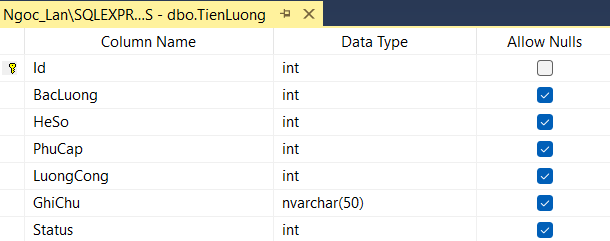 Ngoc_Lan\SQLEXPR...S - dbo.TienLuong
Column Name Data Type Allow Nulls
Id int
BacLuong int
HeSo int
PhuCap int
LuongCong int
GhiChu nvarchar(50)
Status int